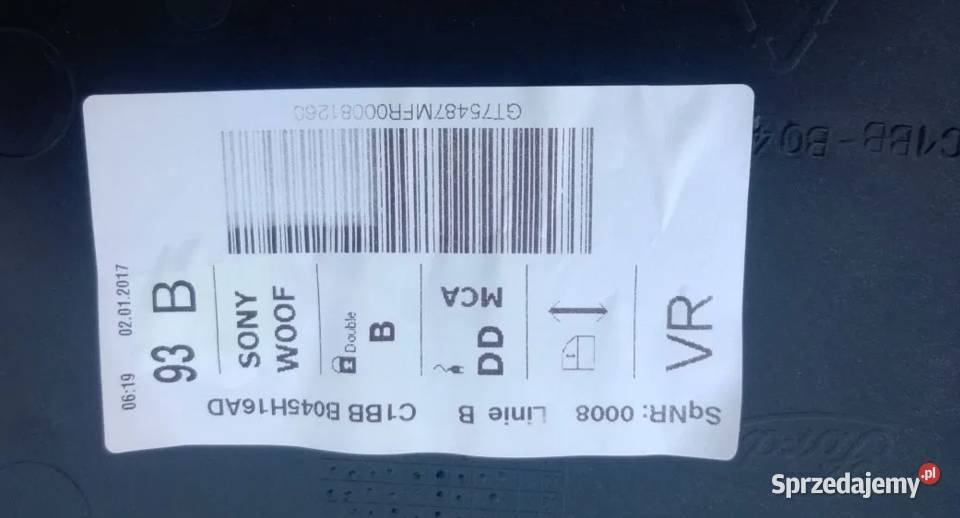 SqNR: 0008 Linie B C1BB B045H16AD
VR
DD
MCA
Double
B
SONY
WOOF
93 B
06:19 02.01.2017
GT75487MFR00081260
C1BB-B04
Ford
Sprzedajemy.pl